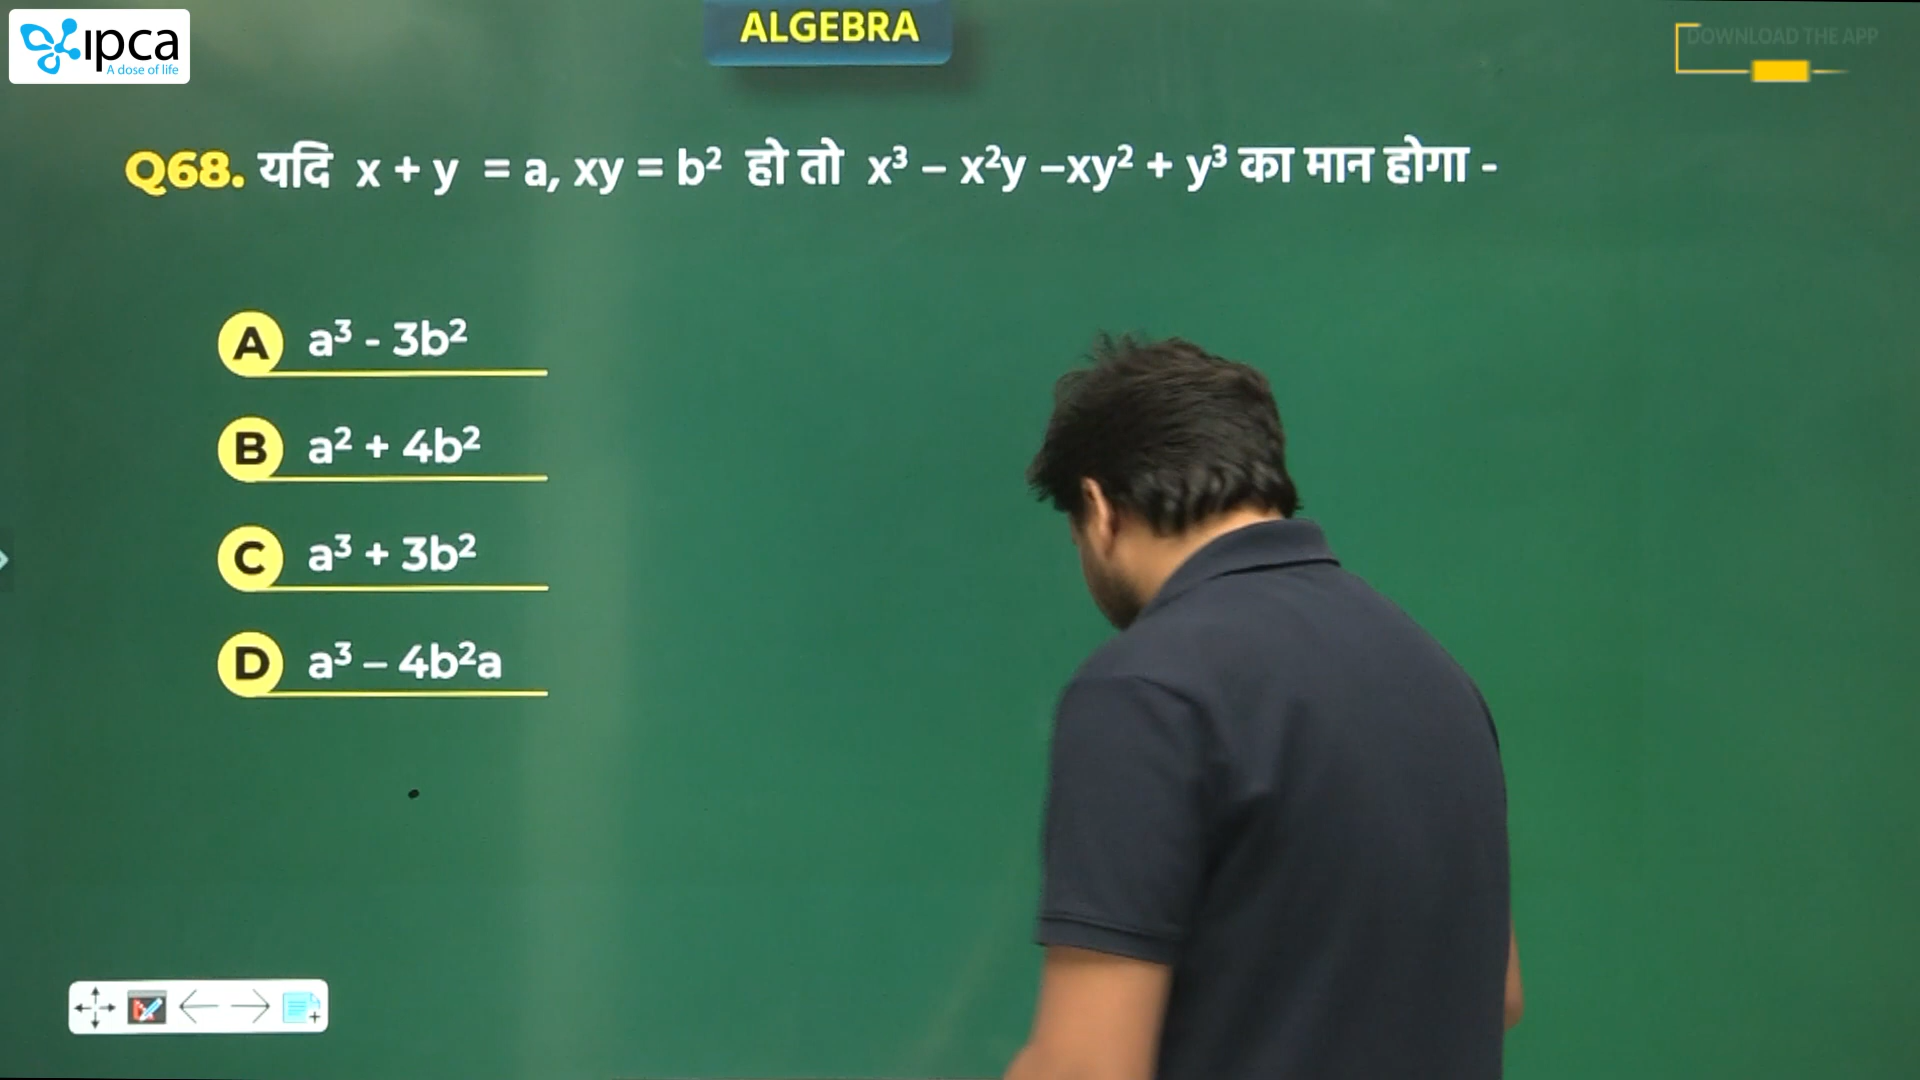 ipca
A dose of life
ALGEBRA
DOWNLOAD THE APP
Q68. यदि x + y = a, xy = b² हो तो x³ – x²y –xy² + y³ का मान होगा -
A a³ - 3b²
B a² + 4b²
C a³ + 3b²
D a³ – 4b²a